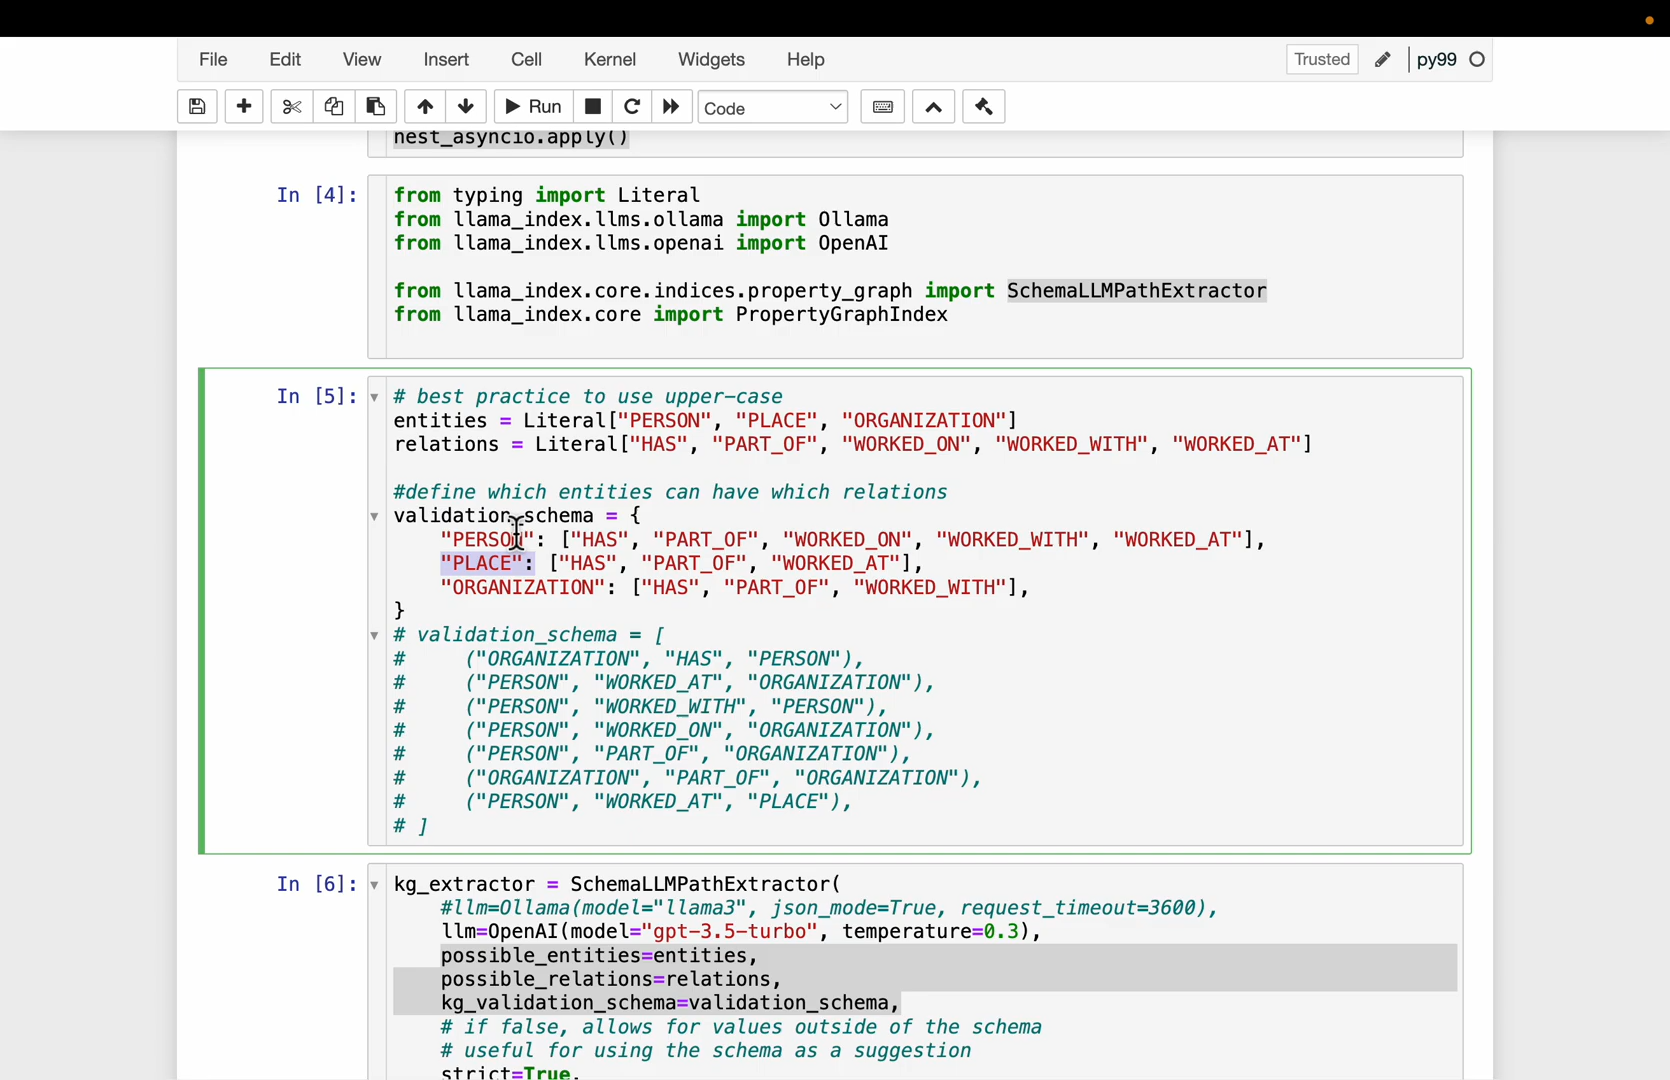 File Edit View Insert Cell Kernel Widgets Help Trusted py99
Run Code
nest_asyncio.apply()
In [4]: from typing import Literal
from llama_index.llms.ollama import Ollama
from llama_index.llms.openai import OpenAI
from llama_index.core.indices.property_graph import SchemaLLMPathExtractor
from llama_index.core import PropertyGraphIndex
In [5]: # best practice to use upper-case
entities = Literal["PERSON", "PLACE", "ORGANIZATION"]
relations = Literal["HAS", "PART_OF", "WORKED_ON", "WORKED_WITH", "WORKED_AT"]
#define which entities can have which relations
validation_schema = {
"PERSON": ["HAS", "PART_OF", "WORKED_ON", "WORKED_WITH", "WORKED_AT"],
"PLACE": ["HAS", "PART_OF", "WORKED_AT"],
"ORGANIZATION": ["HAS", "PART_OF", "WORKED_WITH"],
}
# validation_schema = [
#     ("ORGANIZATION", "HAS", "PERSON"),
#     ("PERSON", "WORKED_AT", "ORGANIZATION"),
#     ("PERSON", "WORKED_WITH", "PERSON"),
#     ("PERSON", "WORKED_ON", "ORGANIZATION"),
#     ("PERSON", "PART_OF", "ORGANIZATION"),
#     ("ORGANIZATION", "PART_OF", "ORGANIZATION"),
#     ("PERSON", "WORKED_AT", "PLACE"),
# ]
In [6]: kg_extractor = SchemaLLMPathExtractor(
#llm=Ollama(model="llama3", json_mode=True, request_timeout=3600),
llm=OpenAI(model="gpt-3.5-turbo", temperature=0.3),
possible_entities=entities,
possible_relations=relations,
kg_validation_schema=validation_schema,
# if false, allows for values outside of the schema
# useful for using the schema as a suggestion
strict=True,